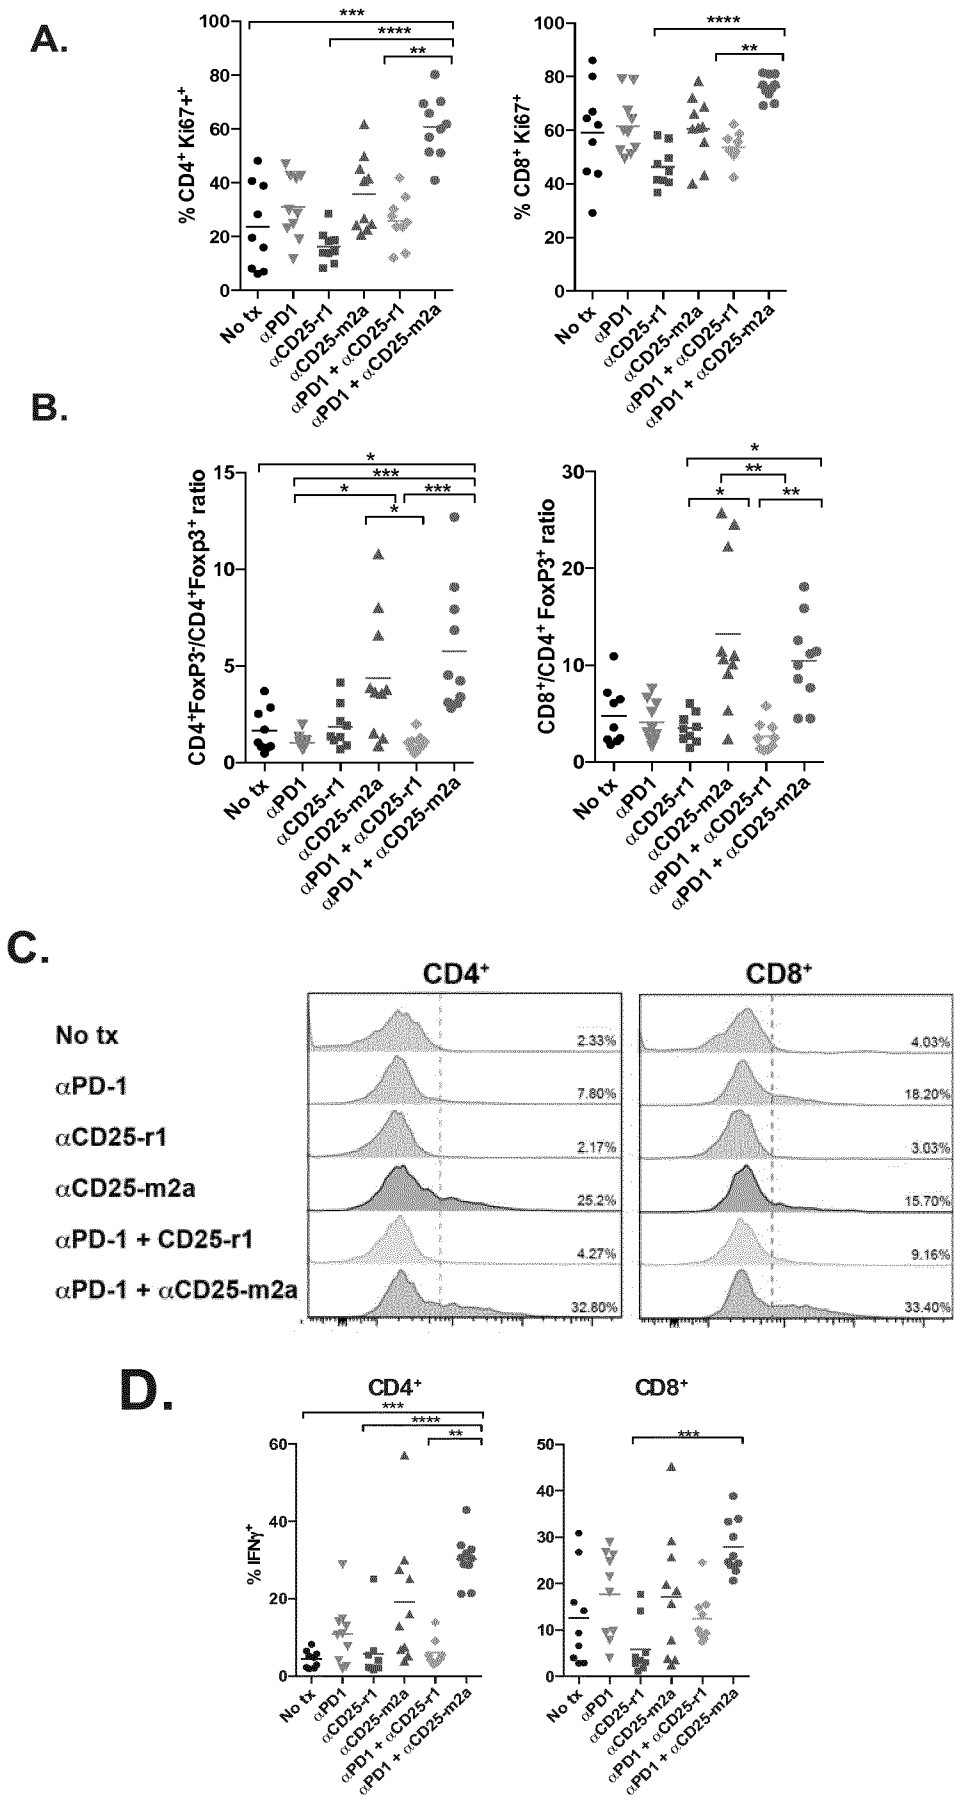 A.
*** ****
**** **
**
100 80 60 40 20 0
% CD4+ Ki67++
No tx
αPD1
αCD25-r1
αCD25-m2a
αPD1 + αCD25-r1
αPD1 + αCD25-m2a
100 80 60 40 20 0
% CD8+ Ki67+
No tx
αPD1
αCD25-r1
αCD25-m2a
αPD1 + αCD25-r1
αPD1 + αCD25-m2a
B.
*
***
* ***
*
15 10 5 0
CD4+FoxP3-/CD4+Foxp3+ ratio
No tx
αPD1
αCD25-r1
αCD25-m2a
αPD1 + αCD25-r1
αPD1 + αCD25-m2a
*
**
* **
30 20 10 0
CD8+/CD4+ FoxP3+ ratio
No tx
αPD1
αCD25-r1
αCD25-m2a
αPD1 + αCD25-r1
αPD1 + αCD25-m2a
C.
CD4+ CD8+
No tx 2.33% 4.03%
αPD-1 7.80% 18.20%
αCD25-r1 2.17% 3.03%
αCD25-m2a 25.2% 15.70%
αPD-1 + CD25-r1 4.27% 9.16%
αPD-1 + αCD25-m2a 32.80% 33.40%
D.
CD4+ CD8+
***
****
** ***
60 40 20 0
% IFNγ+
No tx
αPD1
αCD25-r1
αCD25-m2a
αPD1 + αCD25-r1
αPD1 + αCD25-m2a
50 40 30 20 10 0
No tx
αPD1
αCD25-r1
αCD25-m2a
αPD1 + αCD25-r1
αPD1 + αCD25-m2a